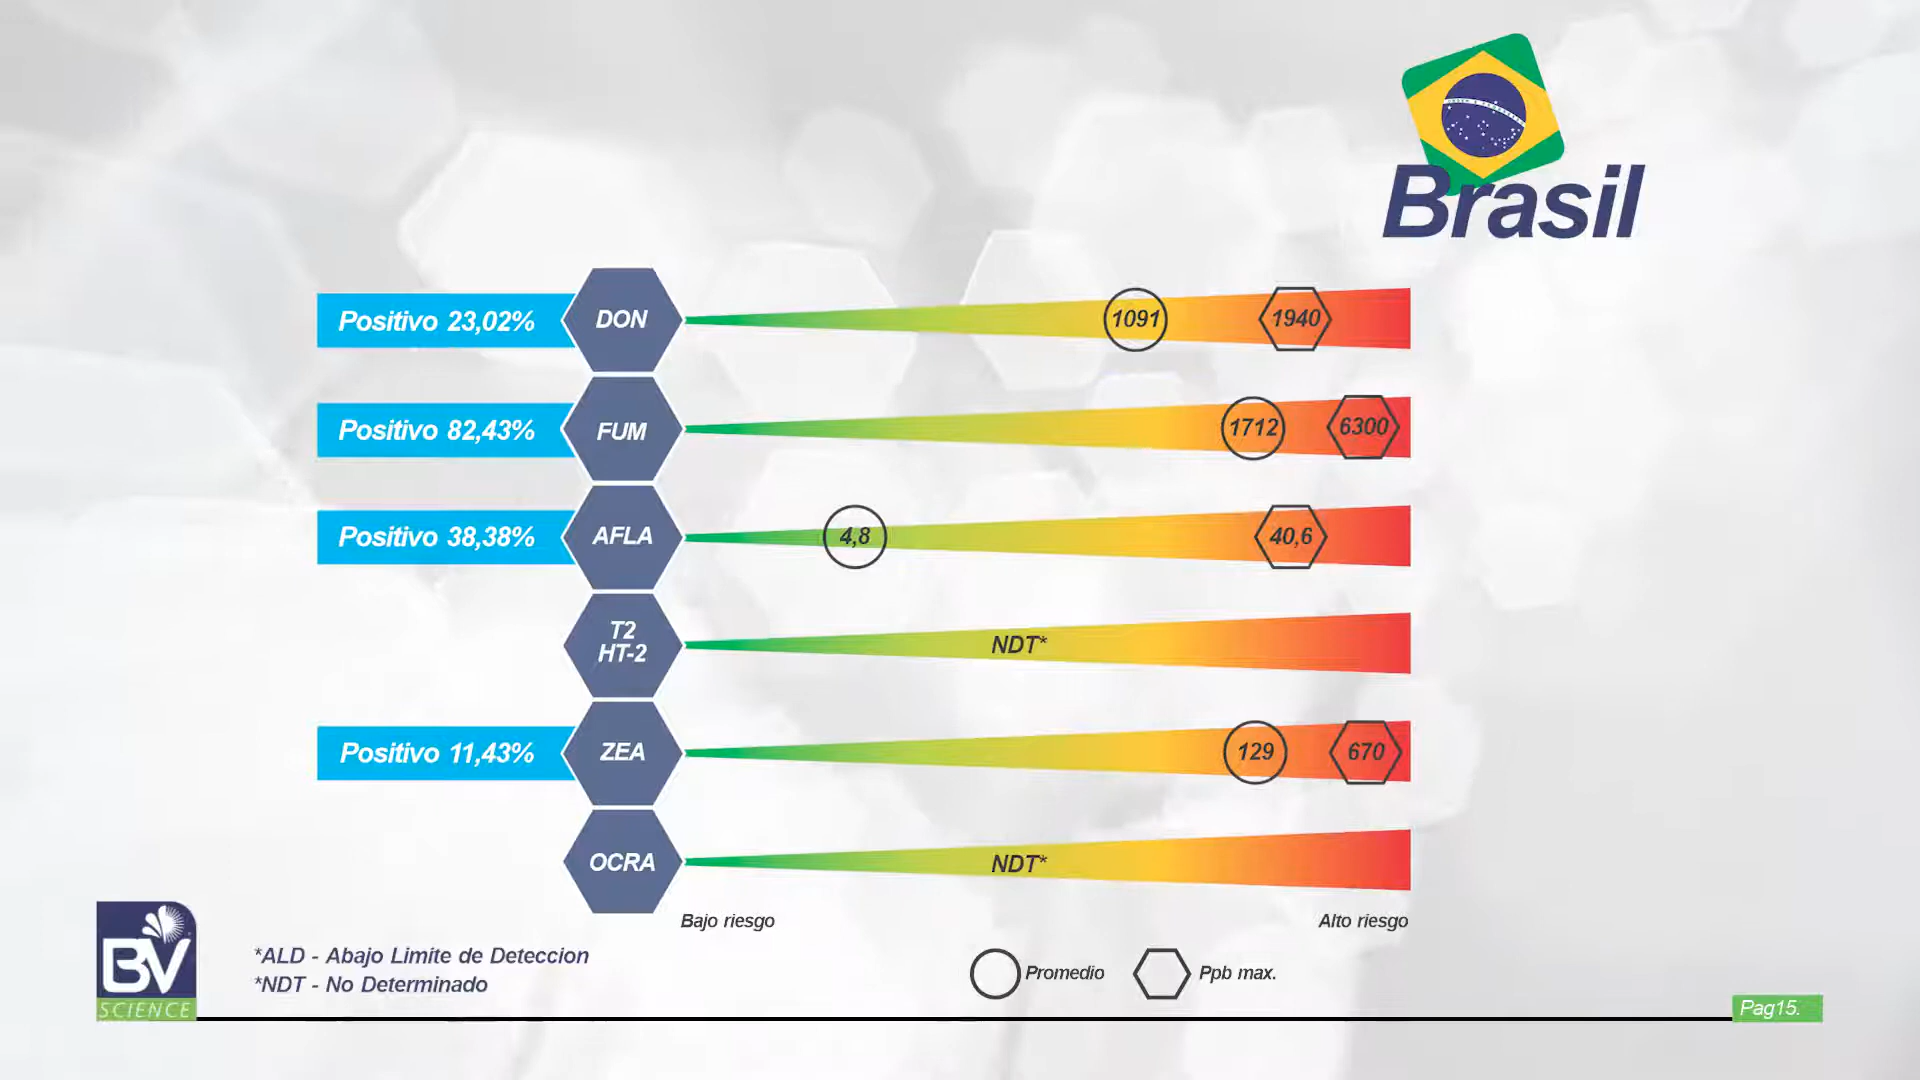 Brasil
Positivo 23,02%
DON
1091
1940
Positivo 82,43%
FUM
1712
6300
Positivo 38,38%
AFLA
4,8
40,6
T2
HT-2
NDT*
Positivo 11,43%
ZEA
129
670
OCRA
NDT*
Bajo riesgo
Alto riesgo
*ALD - Abajo Limite de Deteccion
*NDT - No Determinado
Promedio
Ppb max.
BV
SCIENCE
Pag15.